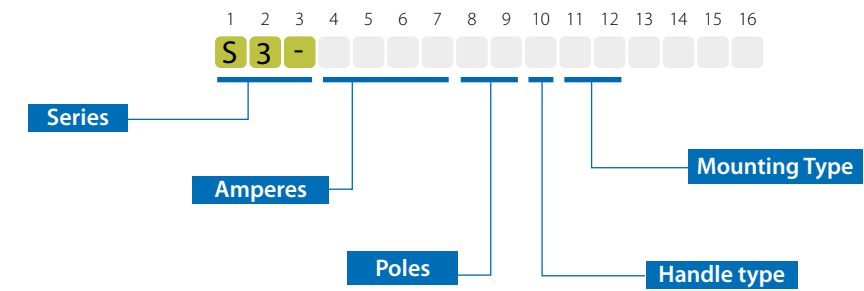 1 2 3 4 5 6 7 8 9 10 11 12 13 14 15 16
S 3 -
Series
Mounting Type
Amperes
Poles
Handle type